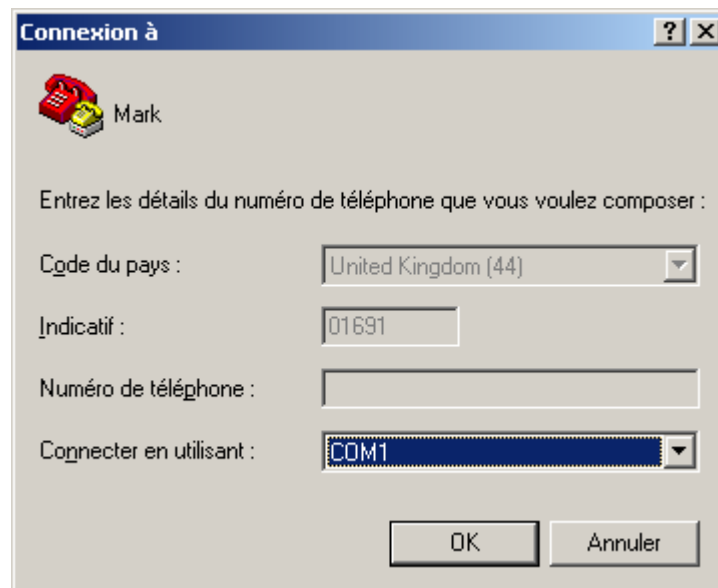 Connexion à
Mark
Entrez les détails du numéro de téléphone que vous voulez composer :
Code du pays : United Kingdom (44)
Indicatif : 01691
Numéro de téléphone :
Connecter en utilisant : COM1
OK Annuler